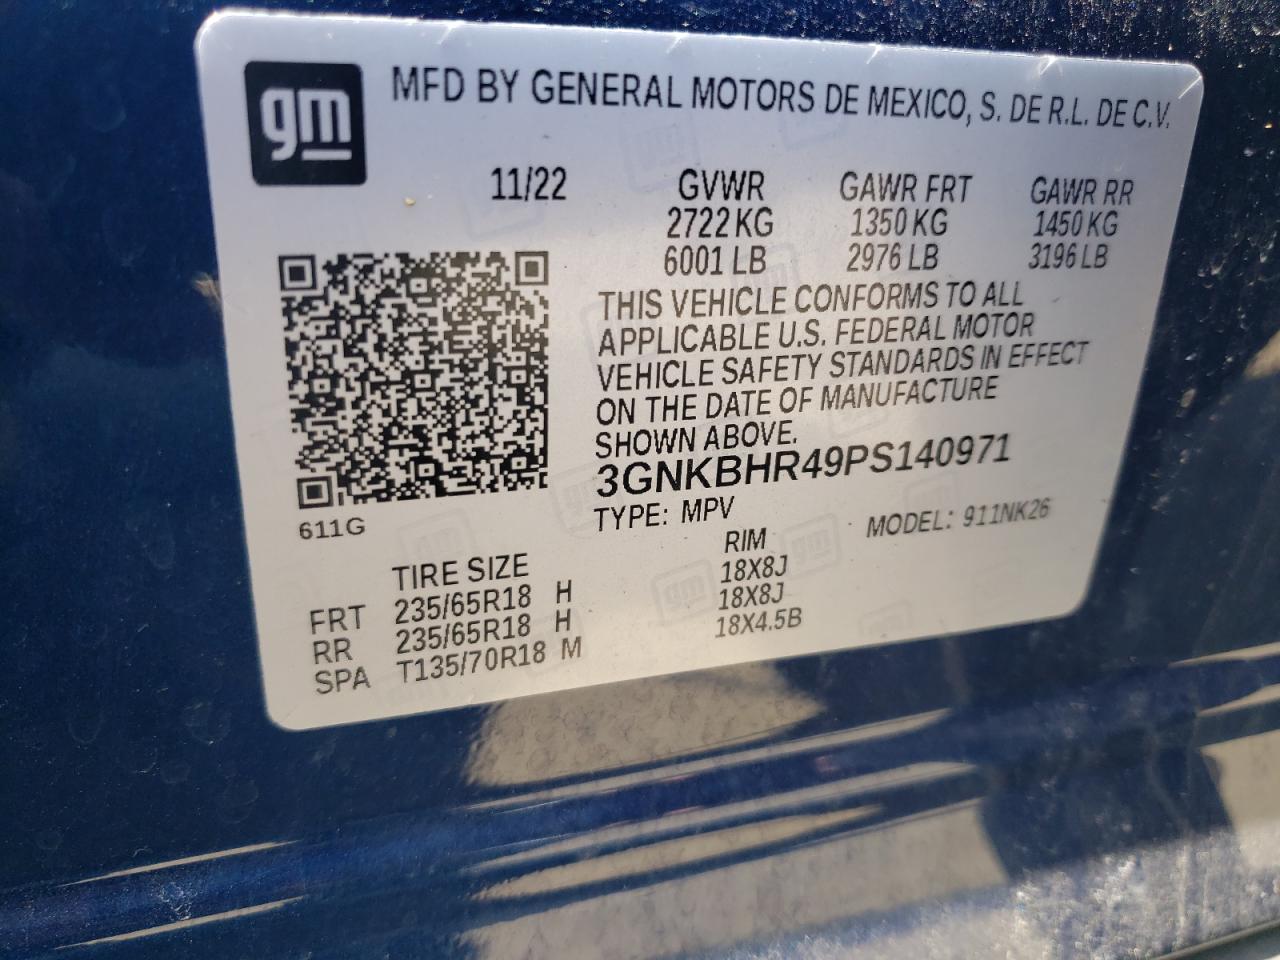 gm
MFD BY GENERAL MOTORS DE MEXICO, S. DE R.L. DE C.V.
11/22 GVWR GAWR FRT GAWR RR
2722 KG 1350 KG 1450 KG
6001 LB 2976 LB 3196 LB
THIS VEHICLE CONFORMS TO ALL
APPLICABLE U.S. FEDERAL MOTOR
VEHICLE SAFETY STANDARDS IN EFFECT
ON THE DATE OF MANUFACTURE
SHOWN ABOVE.
3GNKBHR49PS140971
611G
TYPE: MPV MODEL: 911NK26
TIRE SIZE RIM
FRT 235/65R18 H 18X8J
RR 235/65R18 H 18X8J
SPA T135/70R18 M 18X4.5B